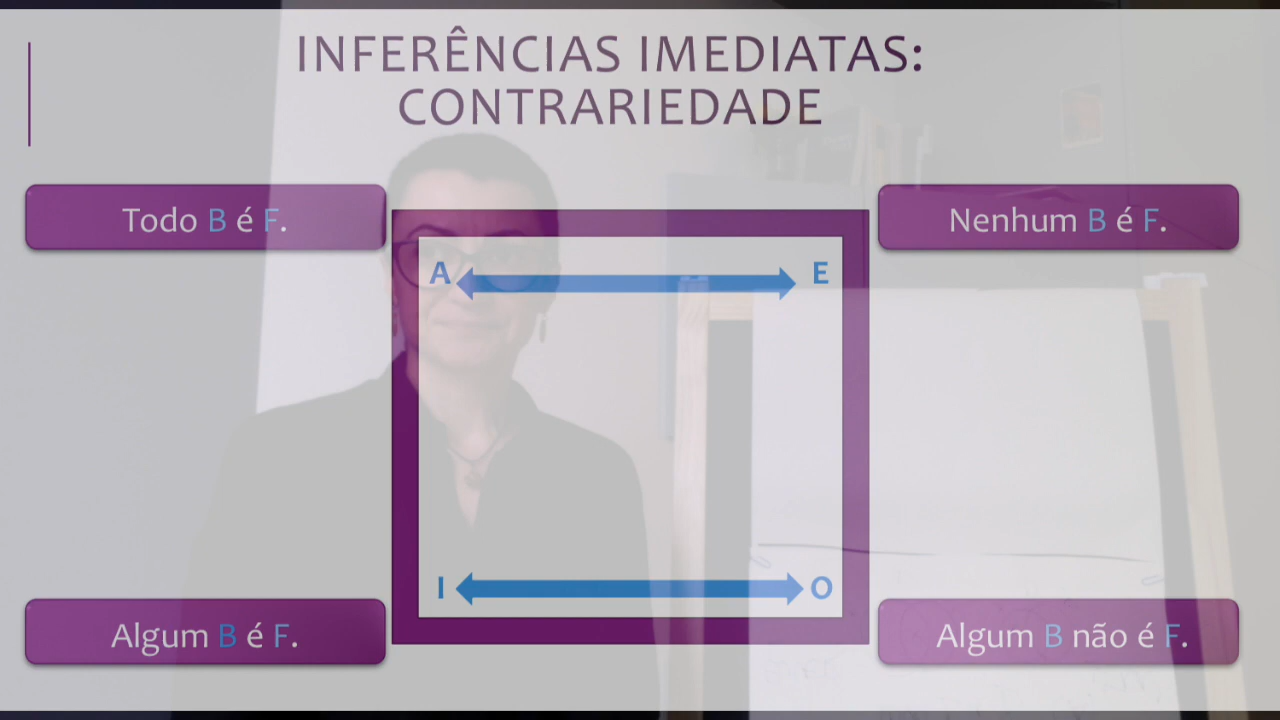 INFERÊNCIAS IMEDIATAS:
CONTRARIEDADE
Todo B é F.
Nenhum B é F.
A
E
I
O
Algum B é F.
Algum B não é F.